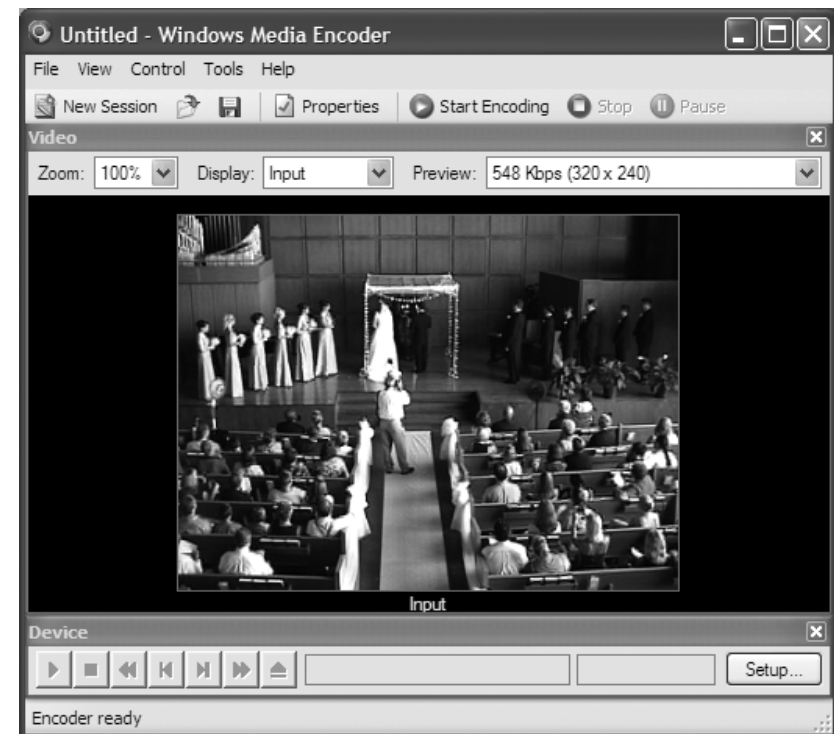 Untitled - Windows Media Encoder
File View Control Tools Help
New Session Properties Start Encoding Stop Pause
Video
Zoom: 100% Display: Input Preview: 548 Kbps (320 x 240)
Input
Device
Setup...
Encoder ready